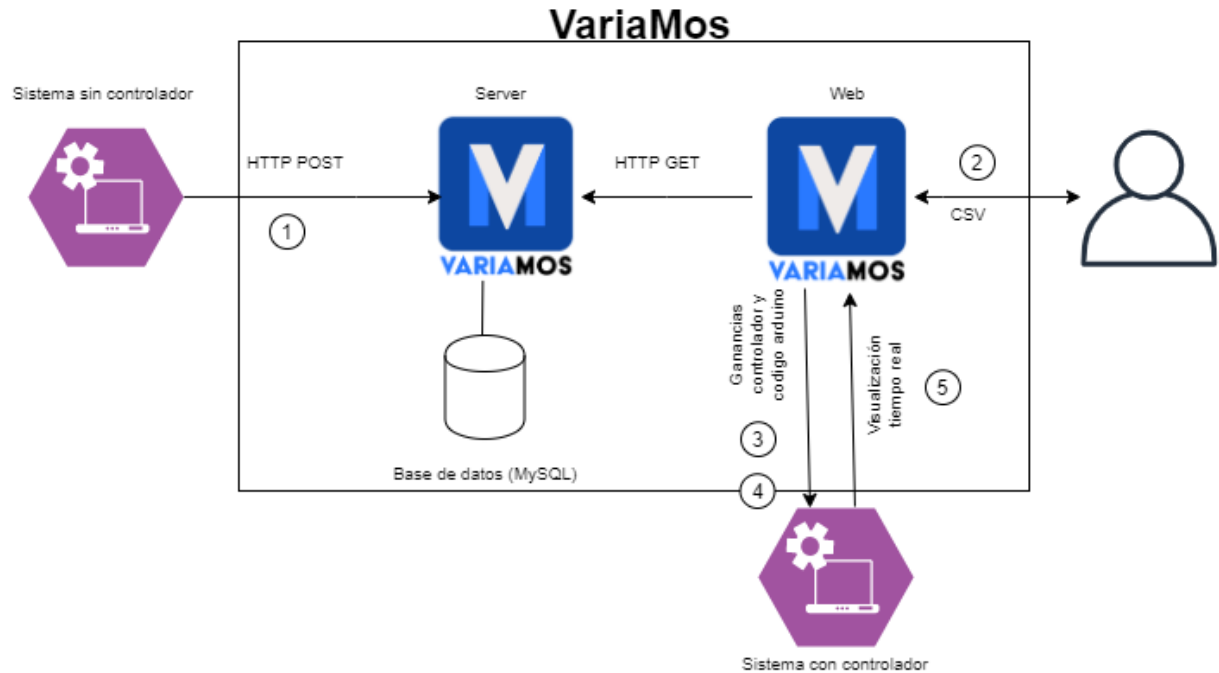 VariaMos
Sistema sin controlador
Server
Web
HTTP POST
HTTP GET
2
CSV
1
VARIAMOS
VARIAMOS
Ganancias
controlador y
codigo arduino
Visualización
tiempo real
5
3
Base de datos (MySQL)
4
Sistema con controlador